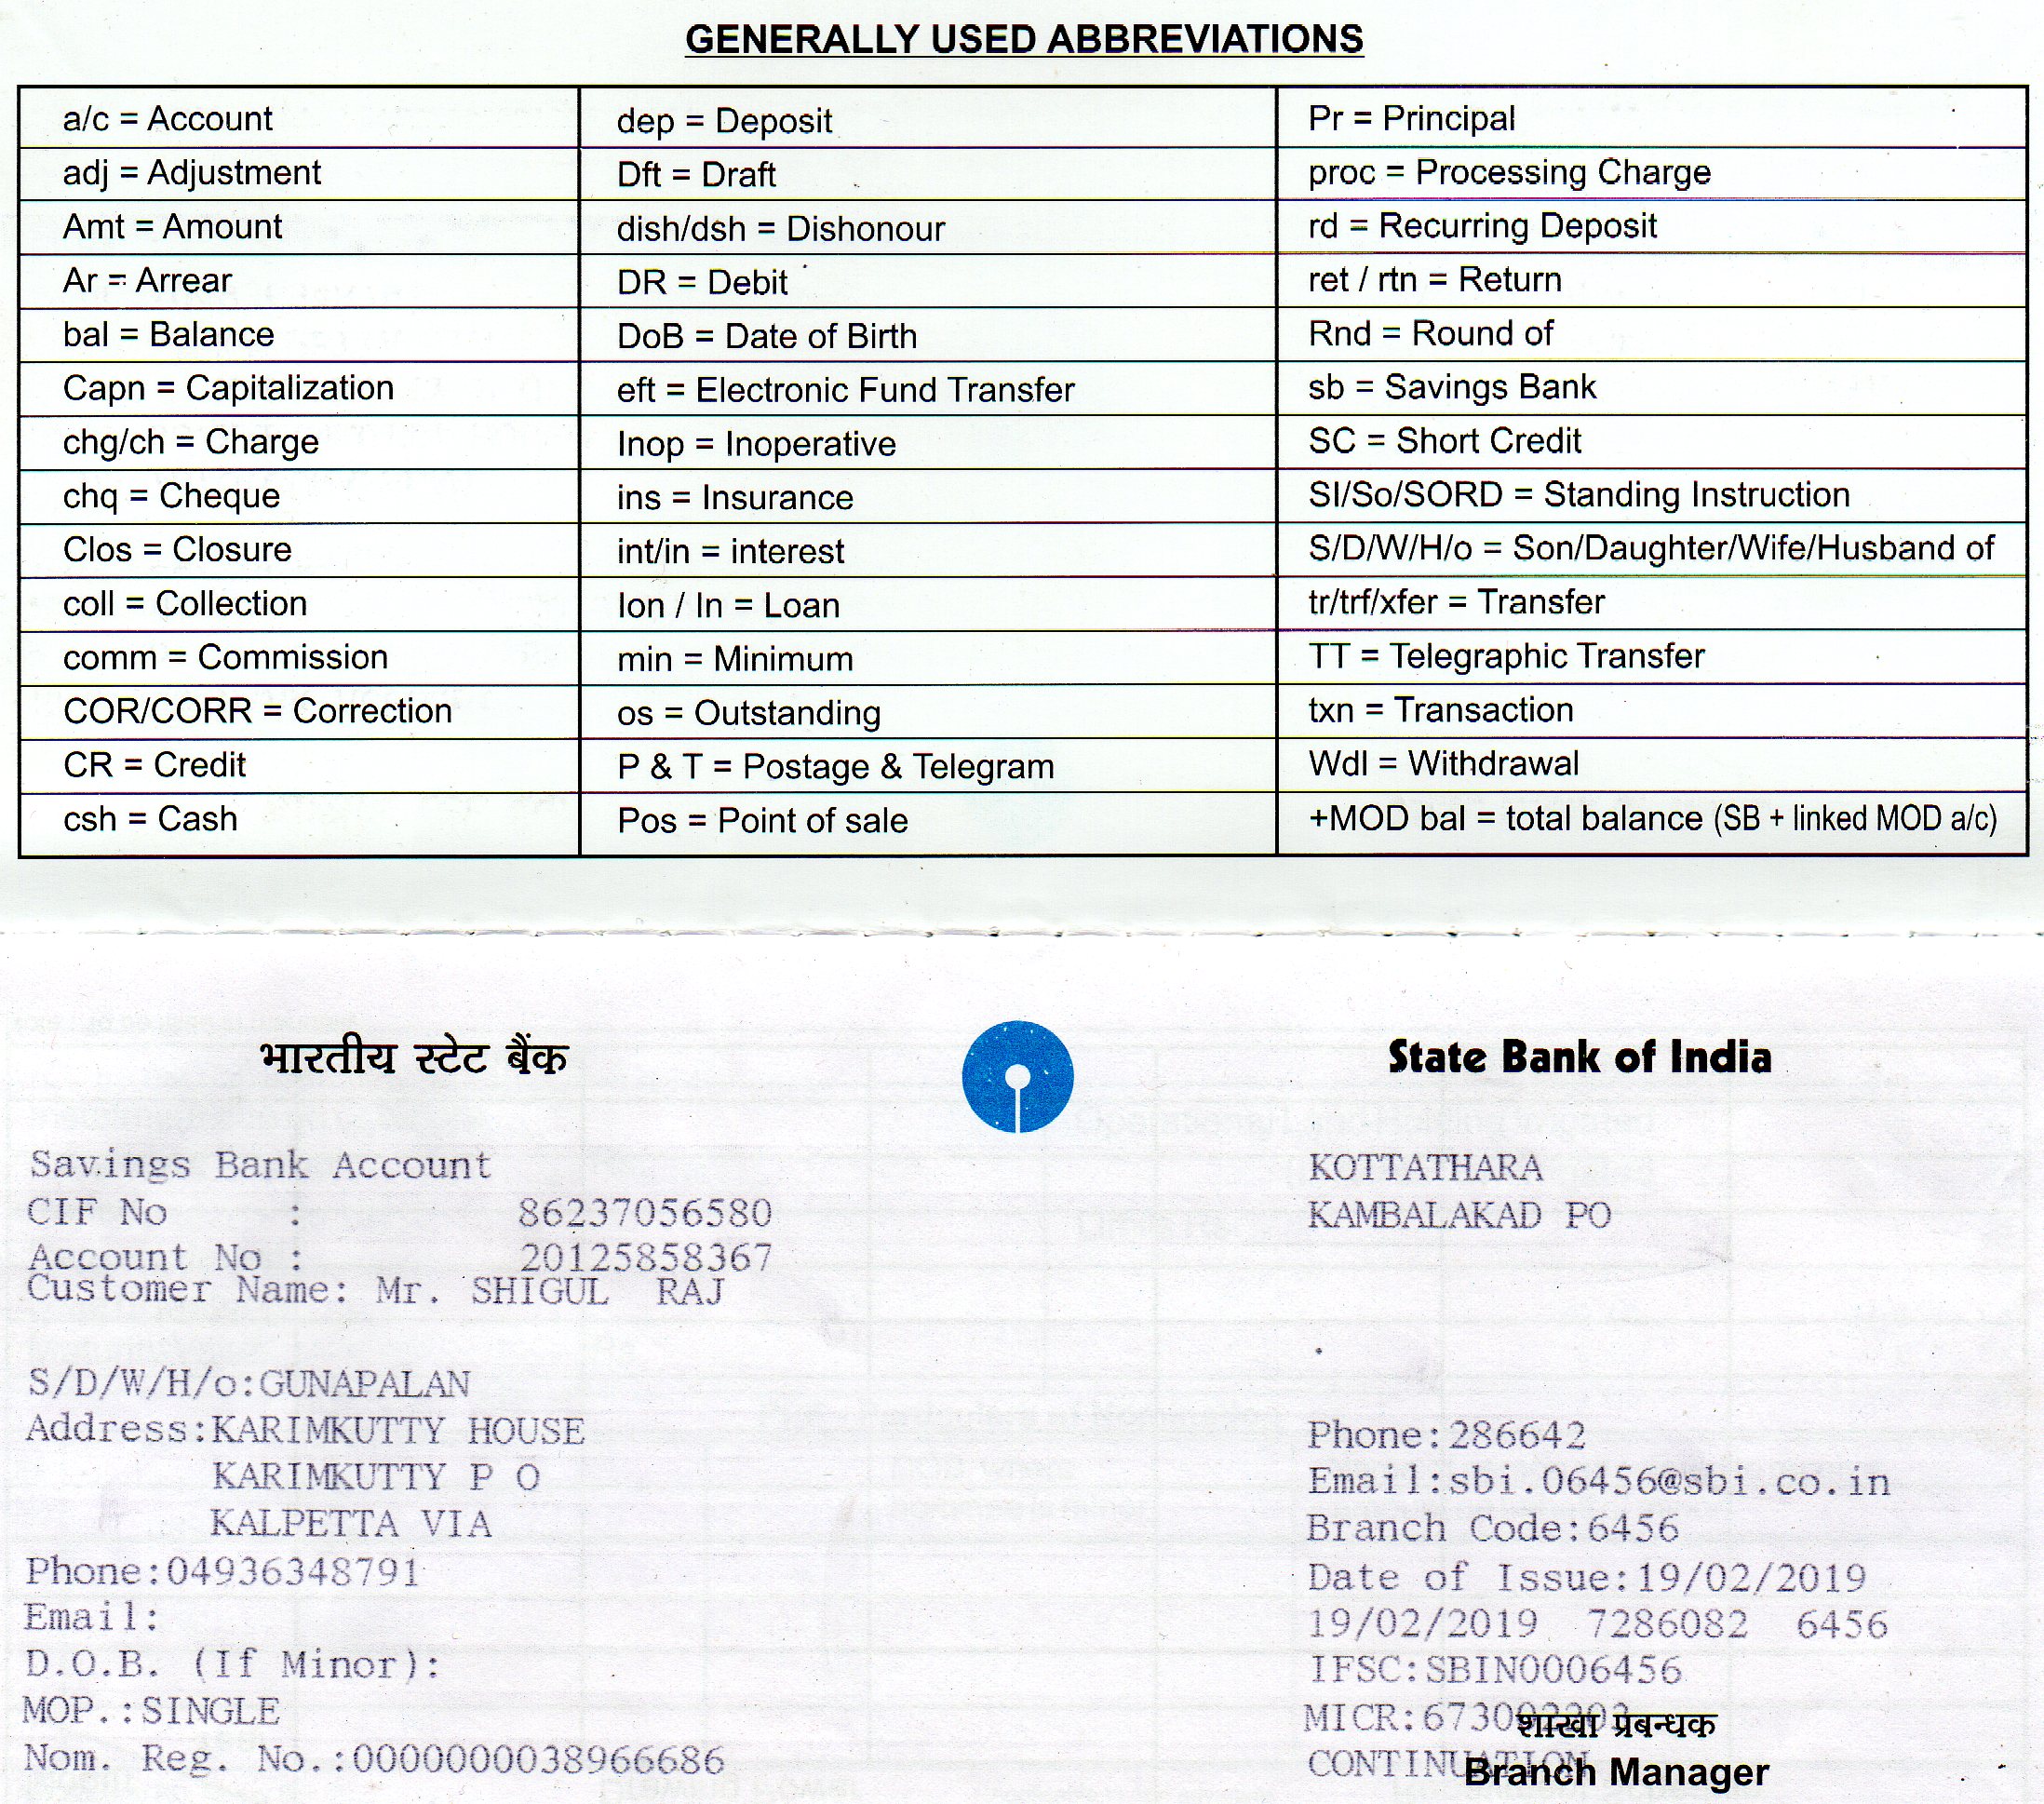 GENERALLY USED ABBREVIATIONS
a/c = Account
dep = Deposit
Pr = Principal
adj = Adjustment
Dft = Draft
proc = Processing Charge
Amt = Amount
dish/dsh = Dishonour
rd = Recurring Deposit
Ar = Arrear
DR = Debit
ret / rtn = Return
bal = Balance
DoB = Date of Birth
Rnd = Round of
Capn = Capitalization
eft = Electronic Fund Transfer
sb = Savings Bank
chg/ch = Charge
Inop = Inoperative
SC = Short Credit
chq = Cheque
ins = Insurance
SI/So/SORD = Standing Instruction
Clos = Closure
int/in = interest
S/D/W/H/o = Son/Daughter/Wife/Husband of
coll = Collection
lon / ln = Loan
tr/trf/xfer = Transfer
comm = Commission
min = Minimum
TT = Telegraphic Transfer
COR/CORR = Correction
os = Outstanding
txn = Transaction
CR = Credit
P & T = Postage & Telegram
Wdl = Withdrawal
csh = Cash
Pos = Point of sale
+MOD bal = total balance (SB + linked MOD a/c)
भारतीय स्टेट बैंक
State Bank of India
Savings Bank Account
CIF No : 86237056580
Account No : 20125858367
Customer Name: Mr. SHIGUL RAJ
S/D/W/H/o:GUNAPALAN
Address:KARIMKUTTY HOUSE
KARIMKUTTY P O
KALPETTA VIA
Phone:04936348791
Email:
D.O.B. (If Minor):
MOP.:SINGLE
Nom. Reg. No.:0000000038966686
KOTTATHARA
KAMBALAKAD PO
Phone:286642
Email:sbi.06456@sbi.co.in
Branch Code:6456
Date of Issue:19/02/2019
19/02/2019 7286082 6456
IFSC:SBIN0006456
MICR:
शाखा प्रबन्धक
CONTINUATION
Branch Manager